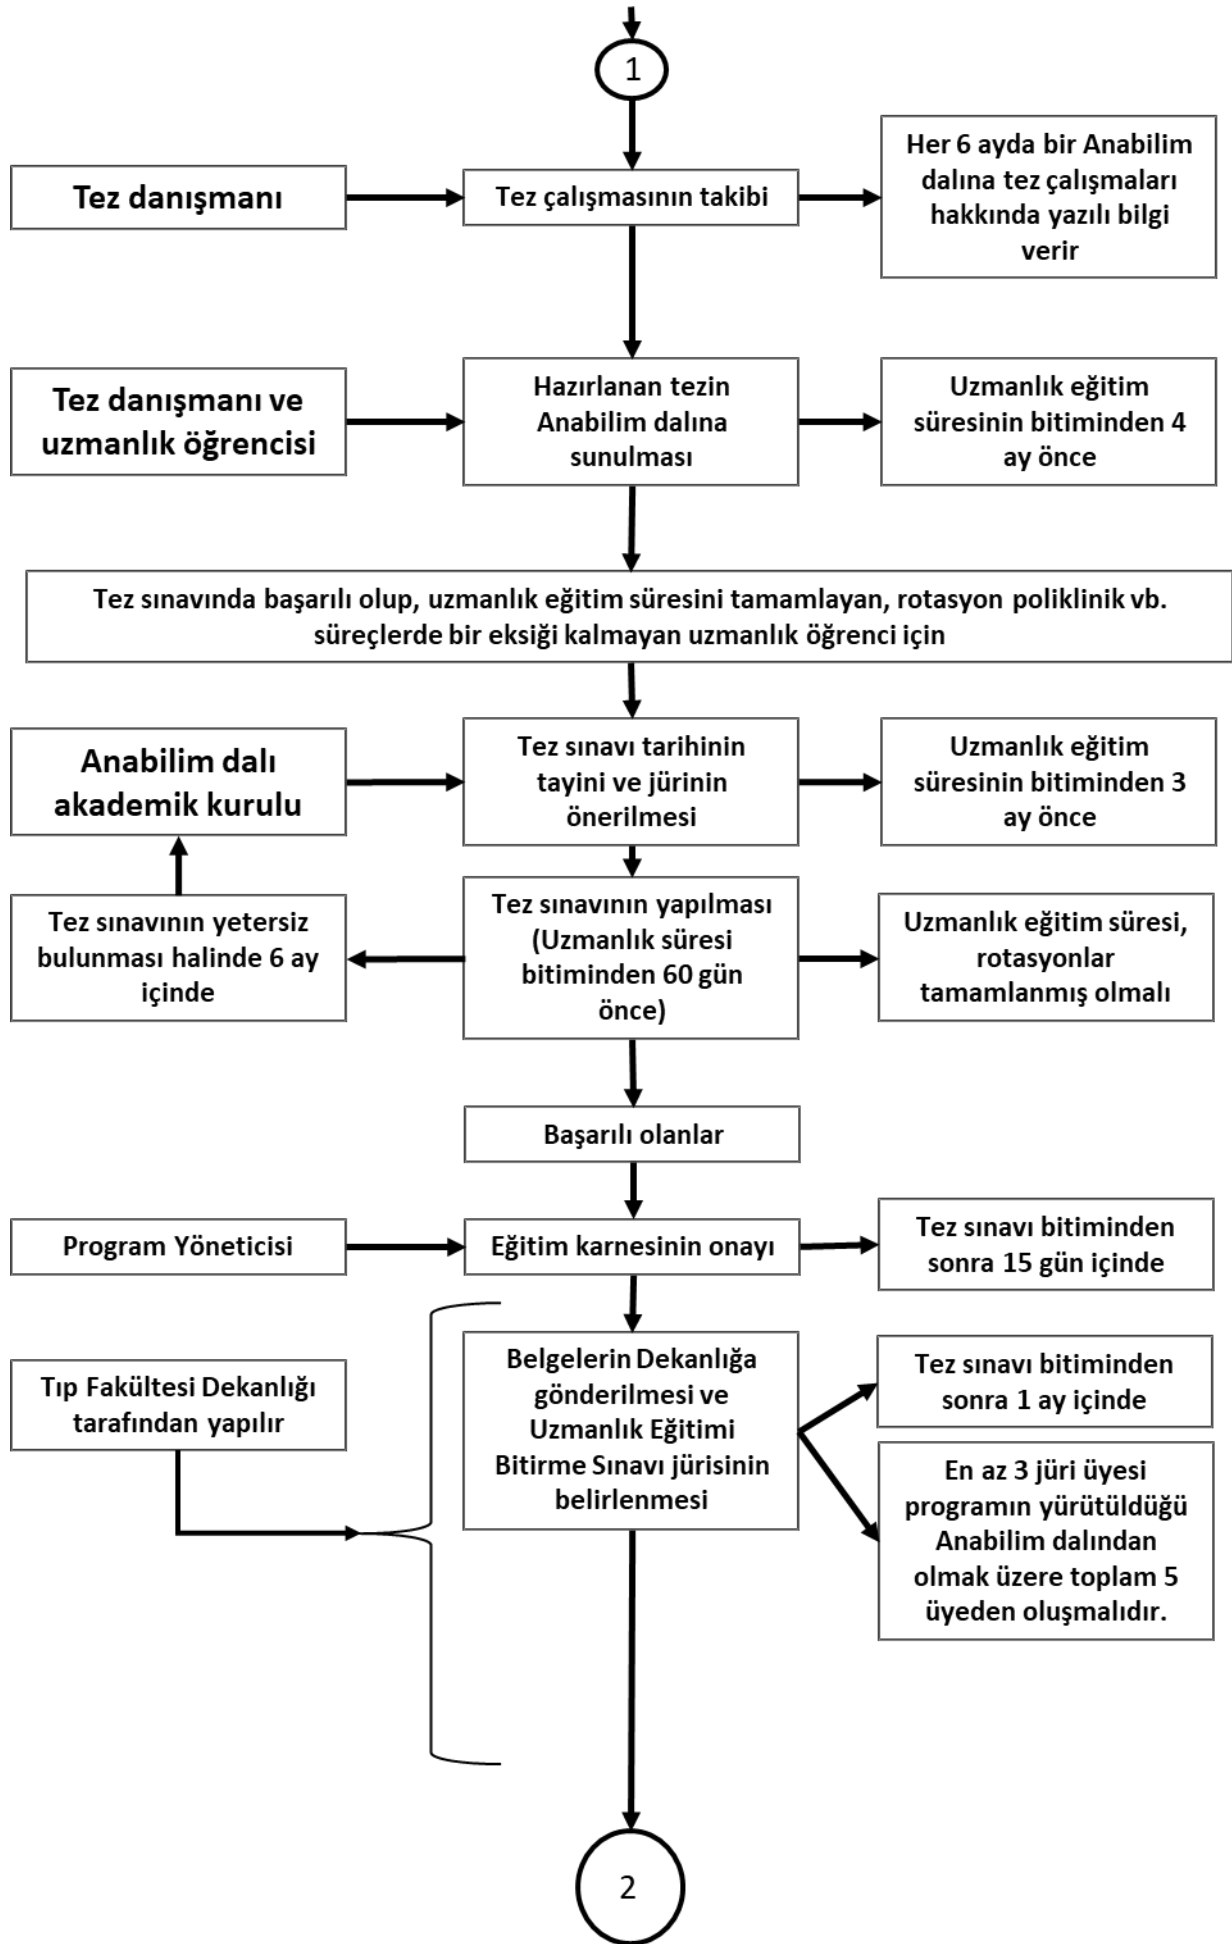 1
Tez danışmanı
Tez çalışmasının takibi
Her 6 ayda bir Anabilim
dalına tez çalışmaları
hakkında yazılı bilgi
verir
Tez danışmanı ve
uzmanlık öğrencisi
Hazırlanan tezin
Anabilim dalına
sunulması
Uzmanlık eğitim
süresinin bitiminden 4
ay önce
Tez sınavında başarılı olup, uzmanlık eğitim süresini tamamlayan, rotasyon poliklinik vb.
süreçlerde bir eksiği kalmayan uzmanlık öğrenci için
Anabilim dalı
akademik kurulu
Tez sınavı tarihinin
tayini ve jürinin
önerilmesi
Uzmanlık eğitim
süresinin bitiminden 3
ay önce
Tez sınavının yetersiz
bulunması halinde 6 ay
içinde
Tez sınavının yapılması
(Uzmanlık süresi
bitiminden 60 gün
önce)
Uzmanlık eğitim süresi,
rotasyonlar
tamamlanmış olmalı
Başarılı olanlar
Program Yöneticisi
Eğitim karnesinin onayı
Tez sınavı bitiminden
sonra 15 gün içinde
Tıp Fakültesi Dekanlığı
tarafından yapılır
Belgelerin Dekanlığa
gönderilmesi ve
Uzmanlık Eğitimi
Bitirme Sınavı jürisinin
belirlenmesi
Tez sınavı bitiminden
sonra 1 ay içinde
En az 3 jüri üyesi
programın yürütüldüğü
Anabilim dalından
olmak üzere toplam 5
üyeden oluşmalıdır.
2